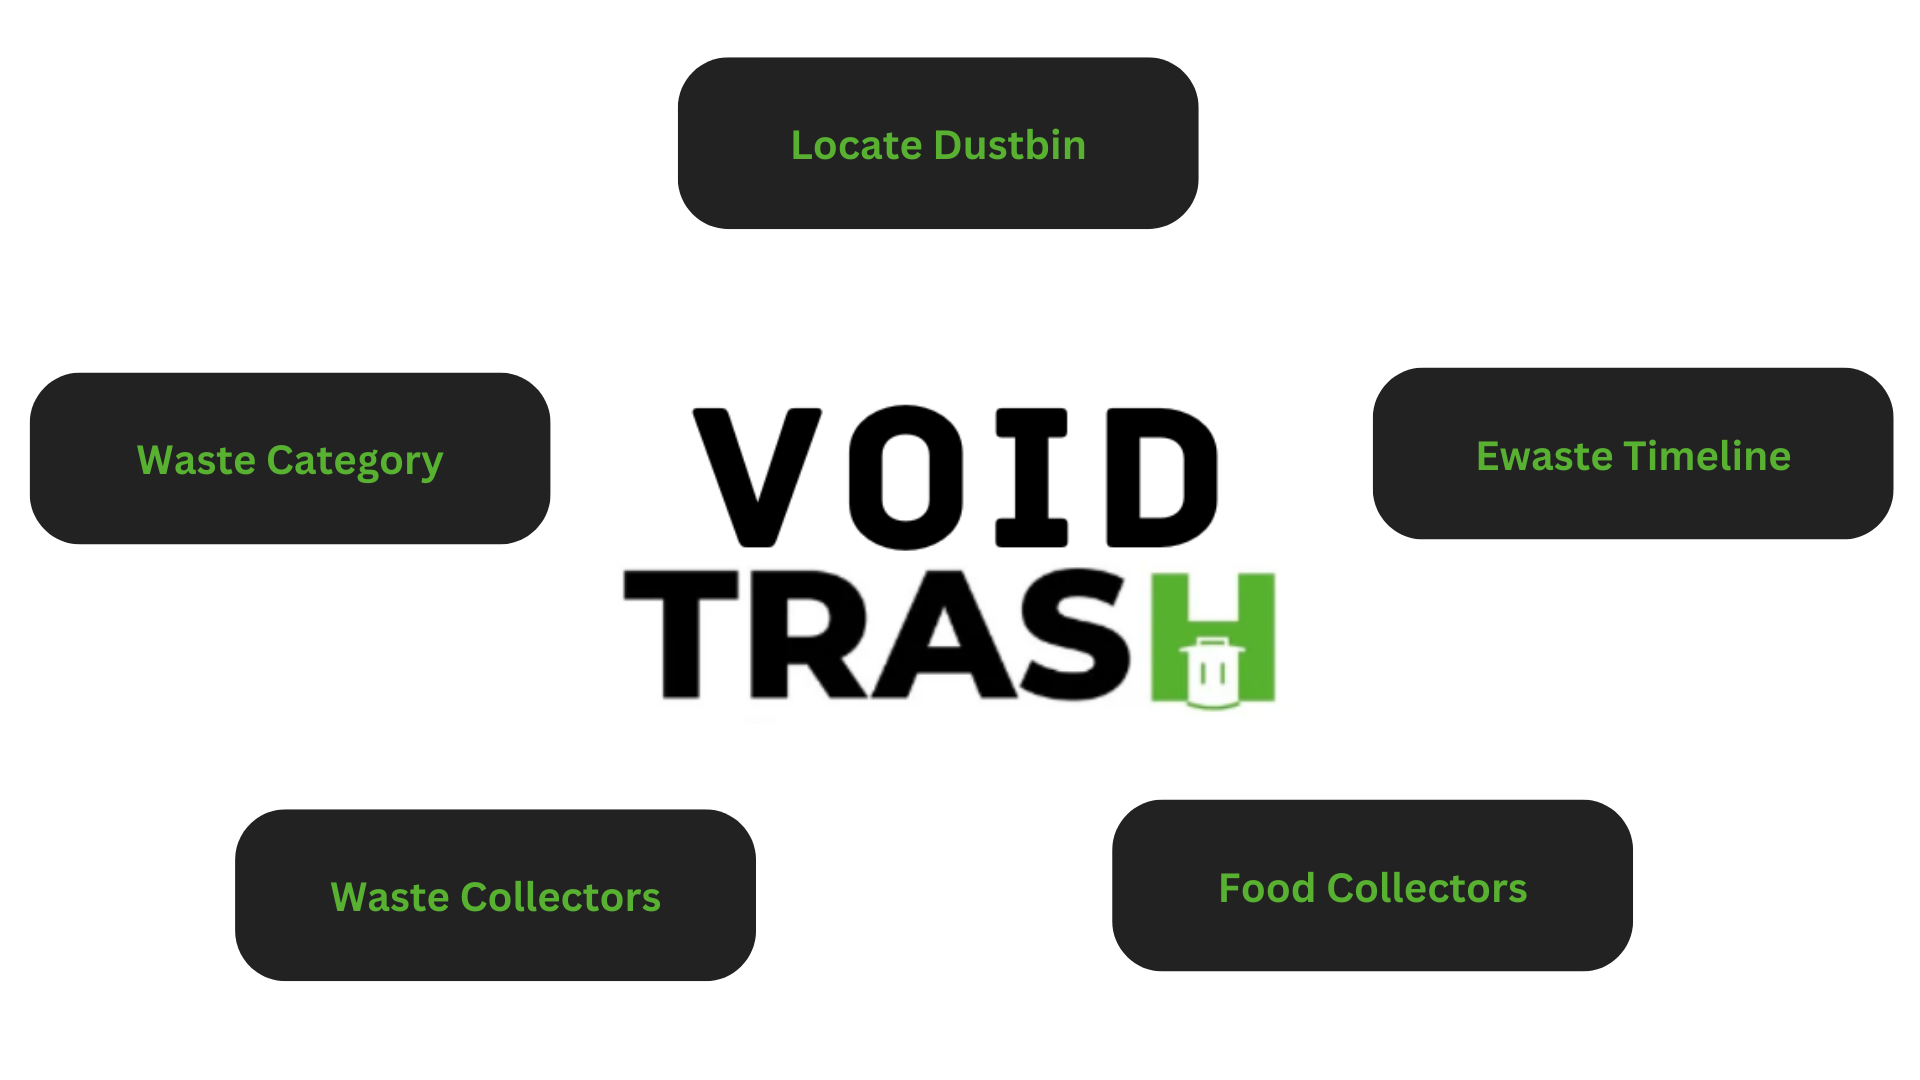 Locate Dustbin
Waste Category
Ewaste Timeline
VOID
TRASH
Waste Collectors
Food Collectors